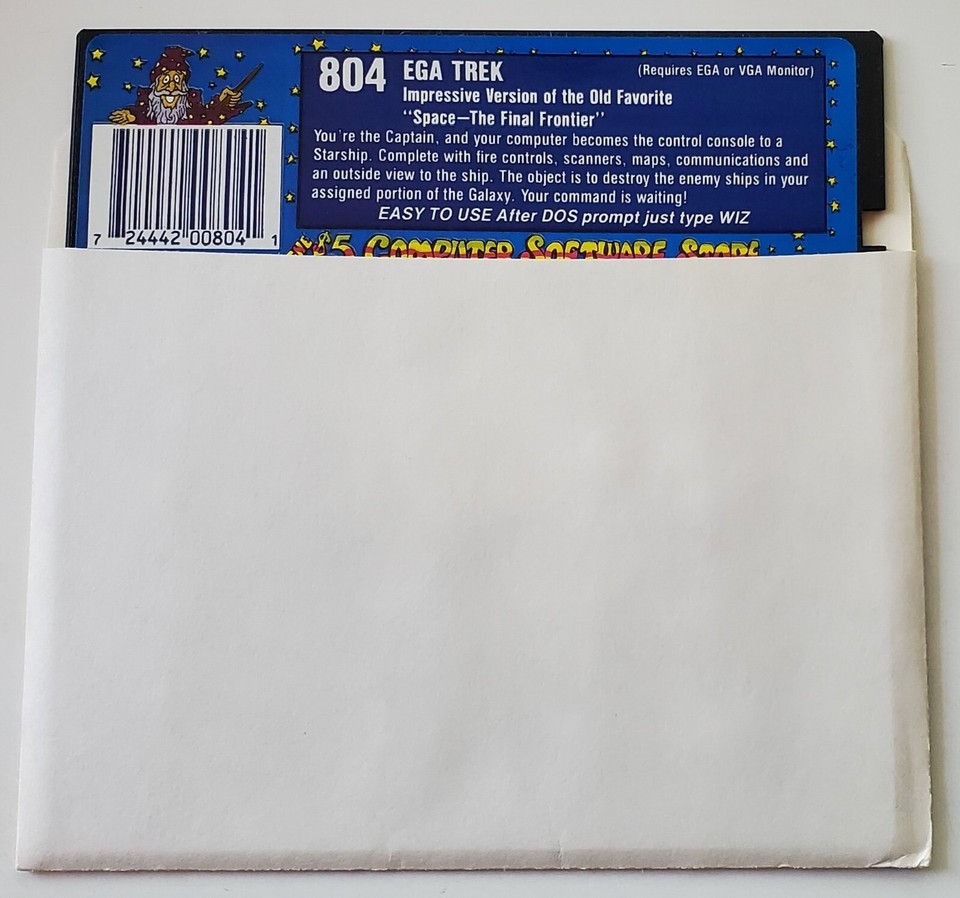 804 EGA TREK (Requires EGA or VGA Monitor)
Impressive Version of the Old Favorite
"Space—The Final Frontier"
You're the Captain, and your computer becomes the control console to a
Starship. Complete with fire controls, scanners, maps, communications and
an outside view to the ship. The object is to destroy the enemy ships in your
assigned portion of the Galaxy. Your command is waiting!
EASY TO USE After DOS prompt just type WIZ
7 24442 00804 1
$5 COMPUTER SOFTWARE STORE